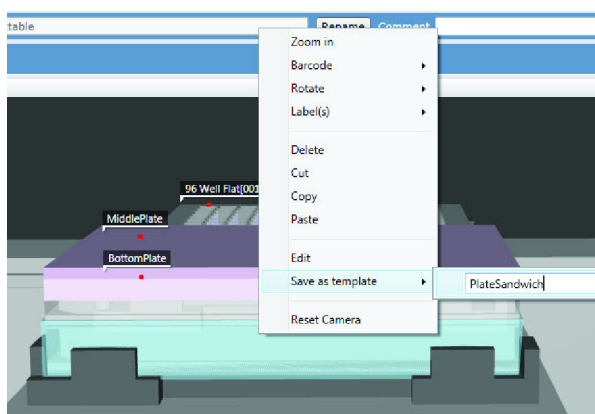 table
Rename Comment
Zoom in
Barcode
Rotate
Label(s)
Delete
Cut
Copy
Paste
Edit
Save as template
PlateSandwich
Reset Camera
96 Well Flat[001
MiddlePlate
BottomPlate